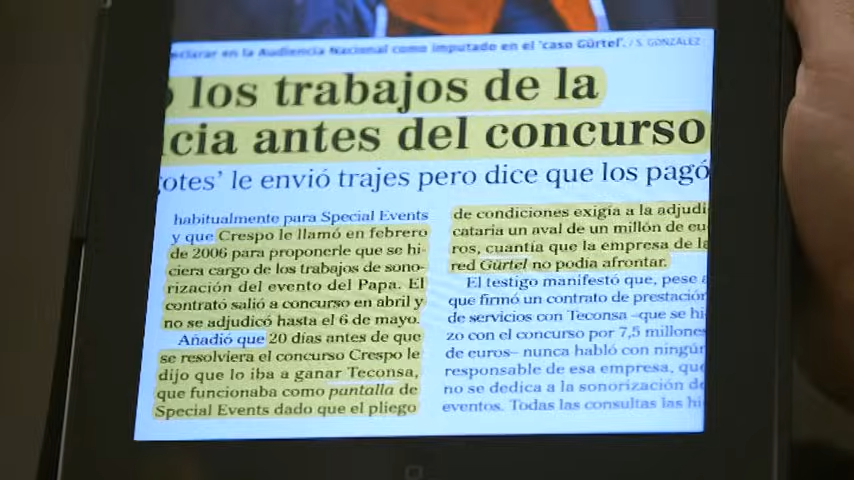 declarar en la Audiencia Nacional como imputado en el 'caso Gürtel'. / S. GONZÁLEZ
los trabajos de la
cia antes del concurso
otes' le envió trajes pero dice que los pagó
habitualmente para Special Events
y que Crespo le llamó en febrero
de 2006 para proponerle que se hi-
ciera cargo de los trabajos de sono-
rización del evento del Papa. El
contrató salió a concurso en abril y
no se adjudicó hasta el 6 de mayo.
Añadió que 20 días antes de que
se resolviera el concurso Crespo le
dijo que lo iba a ganar Teconsa,
que funcionaba como pantalla de
Special Events dado que el pliego
de condiciones exigía a la adjudi
cataria un aval de un millón de eu
ros, cuantía que la empresa de la
red Gürtel no podía afrontar.
El testigo manifestó que, pese a
que firmó un contrato de prestación
de servicios con Teconsa –que se hi
zo con el concurso por 7,5 millones
de euros– nunca habló con ningún
responsable de esa empresa, que
no se dedica a la sonorización de
eventos. Todas las consultas las hi